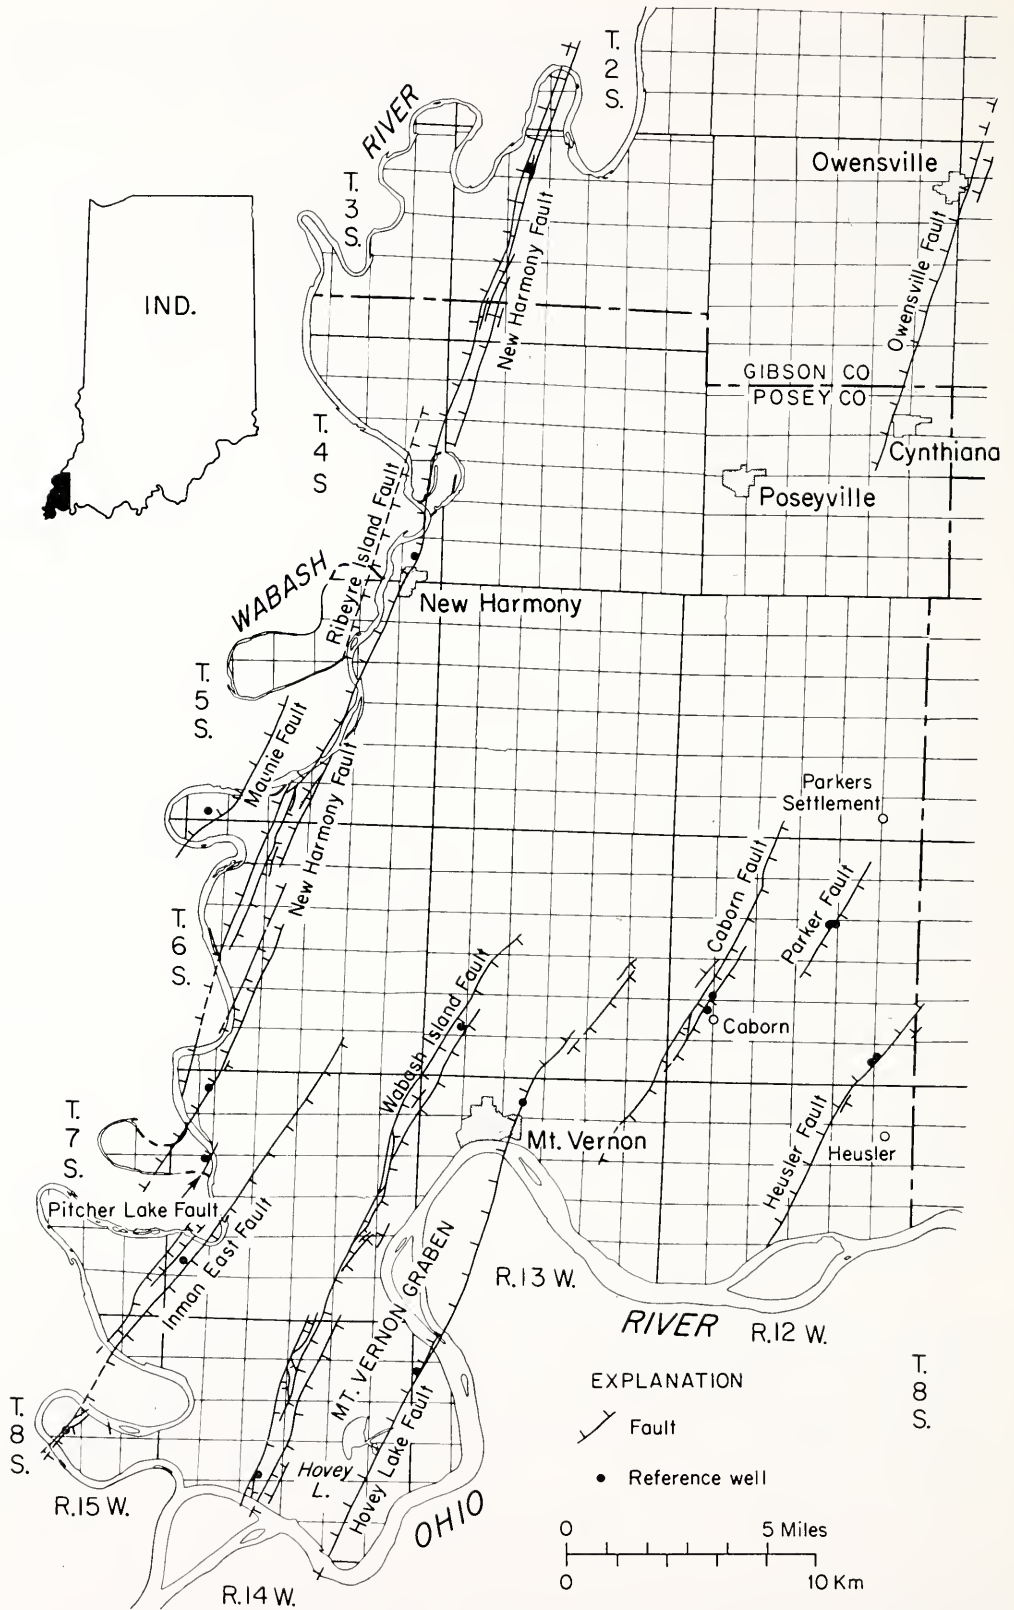 T.
2
S.
RIVER
Owensville
T.
3
S.
IND.
New Harmony Fault
Owensville Fault
GIBSON CO
POSEY CO
T.
4
S
Cynthiana
Poseyville
Ribeyre Island Fault
WABASH
New Harmony
T.
5
S.
Maunie Fault
New Harmony Fault
Parkers
Settlement
Caborn Fault
Parker Fault
T.
6
S.
Wabash Island Fault
Caborn
T.
7
S.
Mt. Vernon
Heusler Fault
Heusler
Pitcher Lake Fault
Inman East Fault
MT. VERNON GRABEN
R.13 W.
RIVER
R.12 W.
T.
8
S.
EXPLANATION
Fault
Reference well
T.
8
S.
Hovey
L.
Hovey Lake Fault
OHIO
R.15 W.
R.14 W.
0 5 Miles
0 10 Km